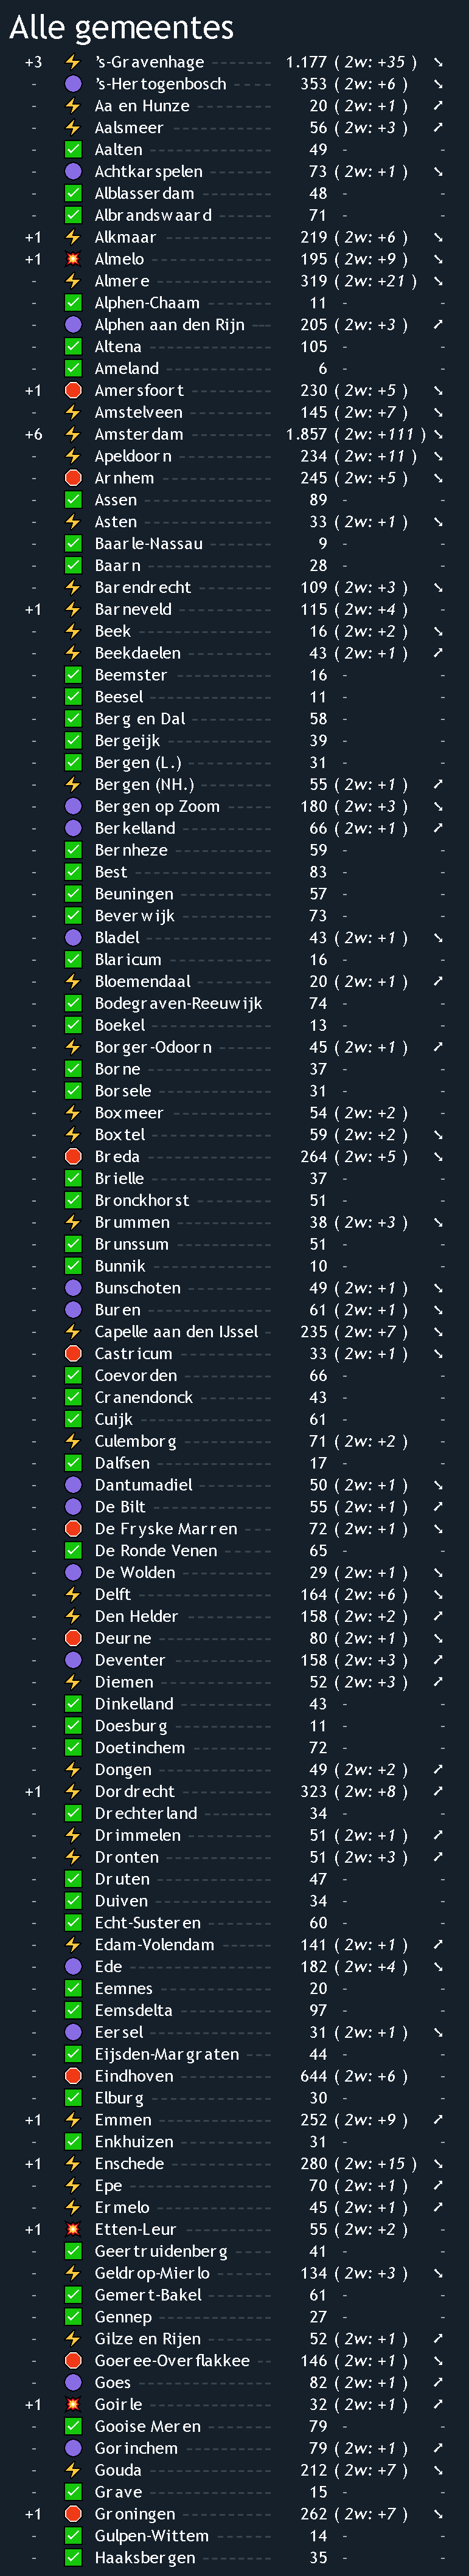 Alle gemeentes
+3 ⚡ 's-Gravenhage 1.177 ( 2w: +35 ) ↘
- 🟣 's-Hertogenbosch 353 ( 2w: +6 ) ↘
- ⚡ Aa en Hunze 20 ( 2w: +1 ) ↗
- ⚡ Aalsmeer 56 ( 2w: +3 ) ↗
- ✅ Aalten 49 - -
- 🟣 Achtkarspelen 73 ( 2w: +1 ) ↘
- ✅ Alblasserdam 48 - -
- ✅ Albrandswaard 71 - -
+1 ⚡ Alkmaar 219 ( 2w: +6 ) ↘
+1 💥 Almelo 195 ( 2w: +9 ) ↘
- ⚡ Almere 319 ( 2w: +21 ) ↘
- ✅ Alphen-Chaam 11 - -
- 🟣 Alphen aan den Rijn 205 ( 2w: +3 ) ↗
- ✅ Altena 105 - -
- ✅ Ameland 6 - -
+1 🛑 Amersfoort 230 ( 2w: +5 ) ↘
- ⚡ Amstelveen 145 ( 2w: +7 ) ↘
+6 ⚡ Amsterdam 1.857 ( 2w: +111 ) ↘
- ⚡ Apeldoorn 234 ( 2w: +11 ) ↘
- 🛑 Arnhem 245 ( 2w: +5 ) ↘
- ✅ Assen 89 - -
- ⚡ Asten 33 ( 2w: +1 ) ↘
- ✅ Baarle-Nassau 9 - -
- ✅ Baarn 28 - -
- ⚡ Barendrecht 109 ( 2w: +3 ) ↘
+1 ⚡ Barneveld 115 ( 2w: +4 ) -
- ⚡ Beek 16 ( 2w: +2 ) ↘
- ⚡ Beekdaelen 43 ( 2w: +1 ) ↗
- ✅ Beemster 16 - -
- ✅ Beesel 11 - -
- ✅ Berg en Dal 58 - -
- ✅ Bergeijk 39 - -
- ✅ Bergen (L.) 31 - -
- ⚡ Bergen (NH.) 55 ( 2w: +1 ) ↗
- 🟣 Bergen op Zoom 180 ( 2w: +3 ) ↘
- 🟣 Berkelland 66 ( 2w: +1 ) ↗
- ✅ Bernheze 59 - -
- ✅ Best 83 - -
- ✅ Beuningen 57 - -
- ✅ Beverwijk 73 - -
- 🟣 Bladel 43 ( 2w: +1 ) ↘
- ✅ Blaricum 16 - -
- ⚡ Bloemendaal 20 ( 2w: +1 ) ↗
- ✅ Bodegraven-Reeuwijk 74 - -
- ✅ Boekel 13 - -
- ⚡ Borger-Odoorn 45 ( 2w: +1 ) ↗
- ✅ Borne 37 - -
- ✅ Borsele 31 - -
- ⚡ Boxmeer 54 ( 2w: +2 ) -
- ⚡ Boxtel 59 ( 2w: +2 ) ↘
- 🛑 Breda 264 ( 2w: +5 ) ↘
- ✅ Brielle 37 - -
- ✅ Bronckhorst 51 - -
- ⚡ Brummen 38 ( 2w: +3 ) ↘
- ✅ Brunssum 51 - -
- ✅ Bunnik 10 - -
- 🟣 Bunschoten 49 ( 2w: +1 ) ↘
- 🟣 Buren 61 ( 2w: +1 ) ↘
- ⚡ Capelle aan den IJssel 235 ( 2w: +7 ) ↘
- 🛑 Castricum 33 ( 2w: +1 ) ↘
- ✅ Coevorden 66 - -
- ✅ Cranendonck 43 - -
- ✅ Cuijk 61 - -
- ⚡ Culemborg 71 ( 2w: +2 ) -
- ✅ Dalfsen 17 - -
- 🟣 Dantumadiel 50 ( 2w: +1 ) ↘
- 🟣 De Bilt 55 ( 2w: +1 ) ↗
- 🛑 De Fryske Marren 72 ( 2w: +1 ) ↘
- ✅ De Ronde Venen 65 - -
- 🟣 De Wolden 29 ( 2w: +1 ) ↘
- ⚡ Delft 164 ( 2w: +6 ) ↘
- ⚡ Den Helder 158 ( 2w: +2 ) ↗
- 🛑 Deurne 80 ( 2w: +1 ) ↘
- 🟣 Deventer 158 ( 2w: +3 ) ↗
- ⚡ Diemen 52 ( 2w: +3 ) ↗
- ✅ Dinkelland 43 - -
- ✅ Doesburg 11 - -
- ✅ Doetinchem 72 - -
- ⚡ Dongen 49 ( 2w: +2 ) ↗
+1 ⚡ Dordrecht 323 ( 2w: +8 ) ↗
- ✅ Drechterland 34 - -
- ⚡ Drimmelen 51 ( 2w: +1 ) ↗
- ⚡ Dronten 51 ( 2w: +3 ) ↗
- ✅ Druten 47 - -
- ✅ Duiven 34 - -
- ✅ Echt-Susteren 60 - -
- ⚡ Edam-Volendam 141 ( 2w: +1 ) ↗
- 🟣 Ede 182 ( 2w: +4 ) ↘
- ✅ Eemnes 20 - -
- ✅ Eemsdelta 97 - -
- 🟣 Eersel 31 ( 2w: +1 ) ↘
- ✅ Eijsden-Margraten 44 - -
- 🛑 Eindhoven 644 ( 2w: +6 ) -
- ✅ Elburg 30 - -
+1 ⚡ Emmen 252 ( 2w: +9 ) ↗
- ✅ Enkhuizen 31 - -
+1 ⚡ Enschede 280 ( 2w: +15 ) ↘
- ⚡ Epe 70 ( 2w: +1 ) ↗
- ⚡ Ermelo 45 ( 2w: +1 ) ↗
+1 💥 Etten-Leur 55 ( 2w: +2 ) -
- ✅ Geertruidenberg 41 - -
- ⚡ Geldrop-Mierlo 134 ( 2w: +3 ) ↘
- ✅ Gemert-Bakel 61 - -
- ✅ Gennep 27 - -
- ⚡ Gilze en Rijen 52 ( 2w: +1 ) ↗
- 🛑 Goeree-Overflakkee 146 ( 2w: +1 ) ↘
- 🟣 Goes 82 ( 2w: +1 ) ↗
+1 💥 Goirle 32 ( 2w: +1 ) ↗
- ✅ Gooise Meren 79 - -
- 🟣 Gorinchem 79 ( 2w: +1 ) ↗
- ⚡ Gouda 212 ( 2w: +7 ) ↘
- ✅ Grave 15 - -
+1 🛑 Groningen 262 ( 2w: +7 ) ↘
- ✅ Gulpen-Wittem 14 - -
- ✅ Haaksbergen 35 - -